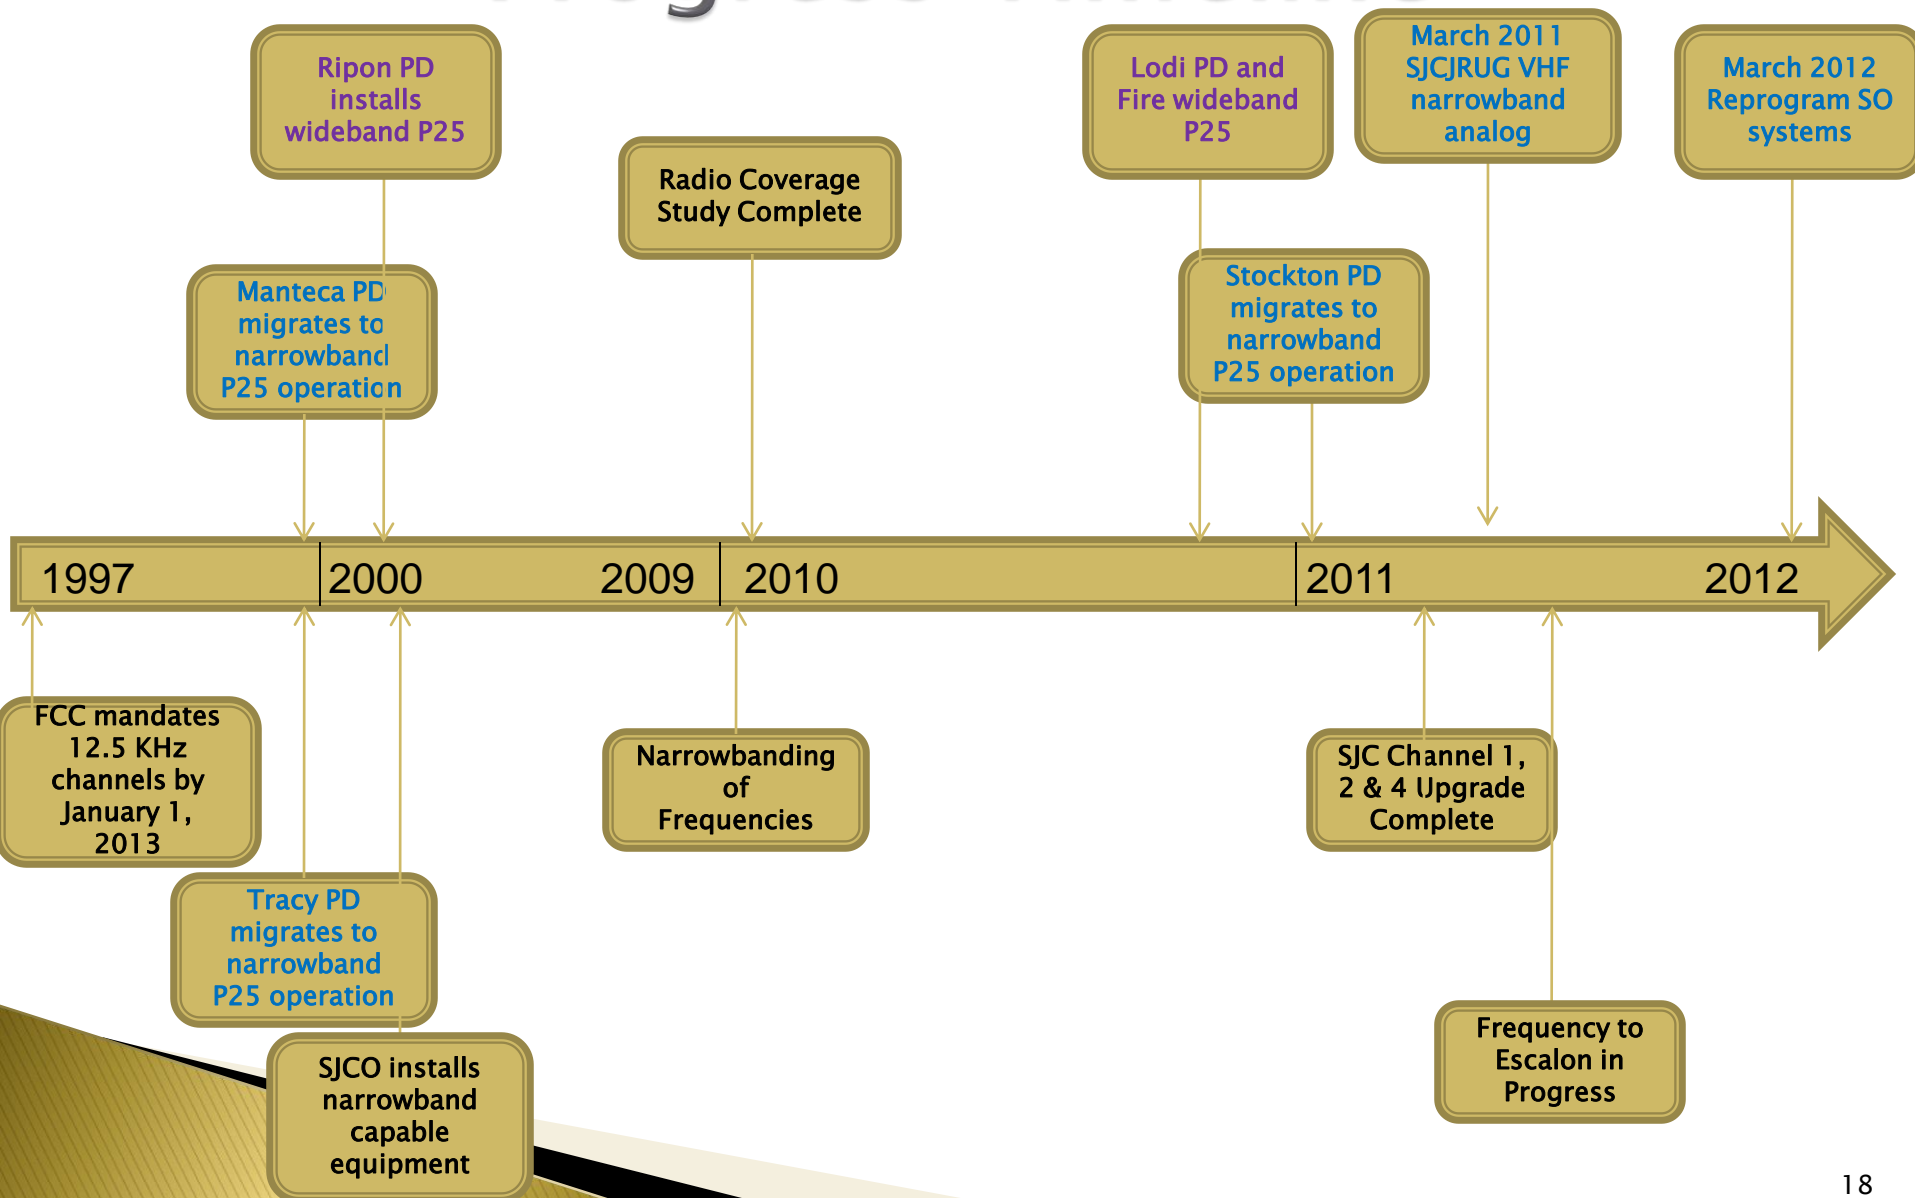 Progress Timeline
Ripon PD
installs
wideband P25
Lodi PD and
Fire wideband
P25
March 2011
SJCJRUG VHF
narrowband
analog
March 2012
Reprogram SO
systems
Radio Coverage
Study Complete
Manteca PD
migrates to
narrowband
P25 operation
Stockton PD
migrates to
narrowband
P25 operation
1997
2000
2009
2010
2011
2012
FCC mandates
12.5 KHz
channels by
January 1,
2013
Narrowbanding
of
Frequencies
SJC Channel 1,
2 & 4 Upgrade
Complete
Tracy PD
migrates to
narrowband
P25 operation
Frequency to
Escalon in
Progress
SJCO installs
narrowband
capable
equipment
18